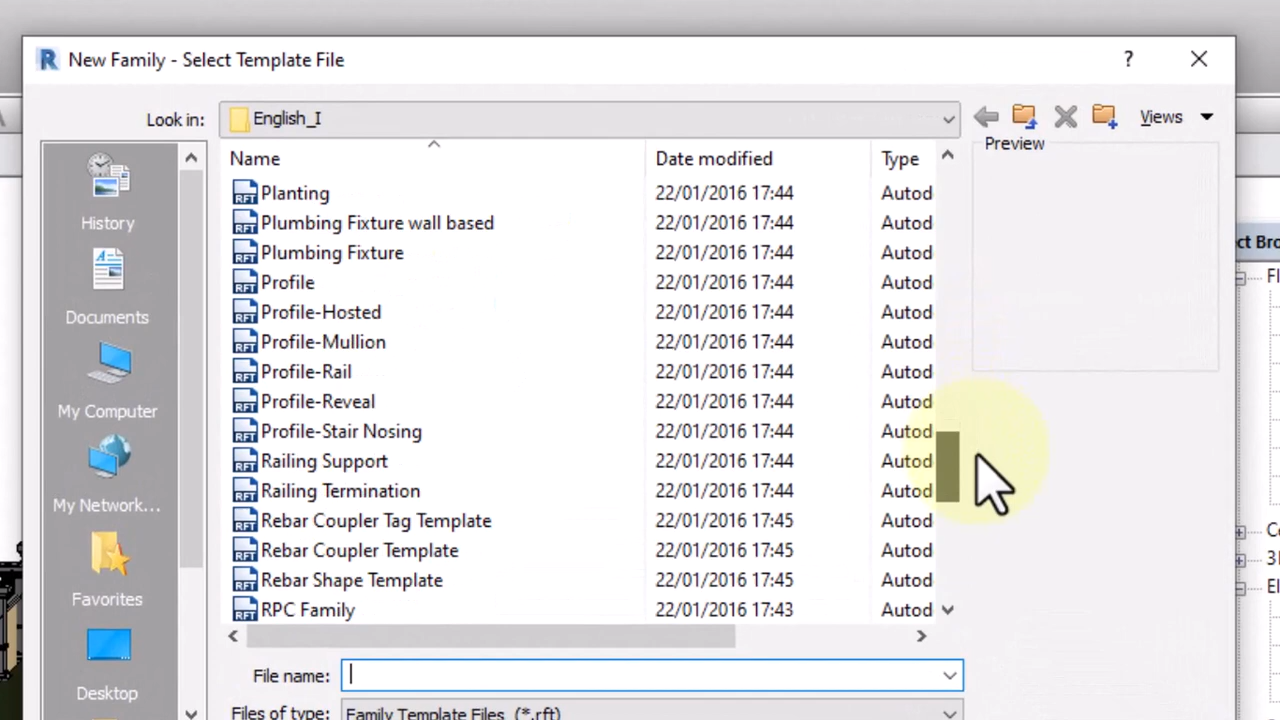 New Family - Select Template File
Look in: English_I Views
Preview
Name Date modified Type
Planting 22/01/2016 17:44 Autod
Plumbing Fixture wall based 22/01/2016 17:44 Autod
Plumbing Fixture 22/01/2016 17:44 Autod
Profile 22/01/2016 17:44 Autod
Profile-Hosted 22/01/2016 17:44 Autod
Profile-Mullion 22/01/2016 17:44 Autod
Profile-Rail 22/01/2016 17:44 Autod
Profile-Reveal 22/01/2016 17:44 Autod
Profile-Stair Nosing 22/01/2016 17:44 Autod
Railing Support 22/01/2016 17:44 Autod
Railing Termination 22/01/2016 17:44 Autod
Rebar Coupler Tag Template 22/01/2016 17:45 Autod
Rebar Coupler Template 22/01/2016 17:45 Autod
Rebar Shape Template 22/01/2016 17:45 Autod
RPC Family 22/01/2016 17:43 Autod
History
Documents
My Computer
My Network...
Favorites
Desktop
File name:
Files of type: Family Template Files (*.rft)
ct Bro